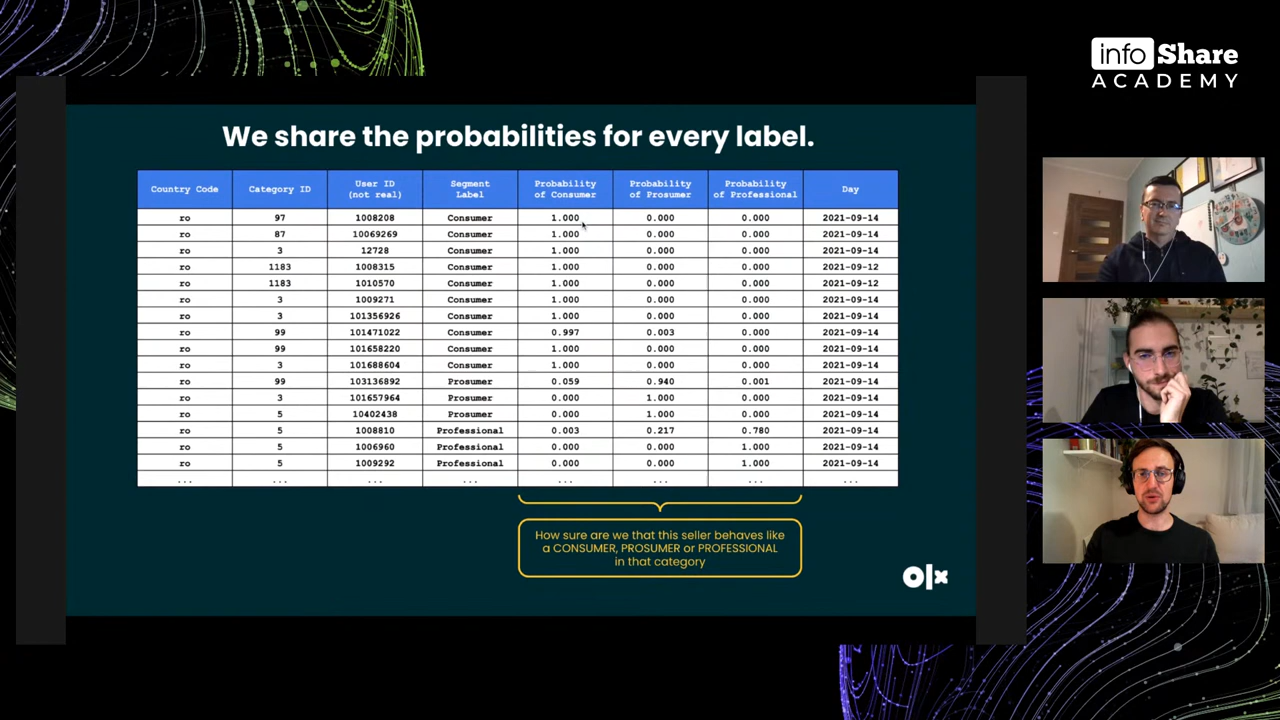 info Share
ACADEMY
We share the probabilities for every label.
Country Code Category ID User ID (not real) Segment Label Probability of Consumer Probability of Prosumer Probability of Professional Day
ro 97 1008208 Consumer 1.000 0.000 0.000 2021-09-14
ro 87 10069269 Consumer 1.000 0.000 0.000 2021-09-14
ro 3 12728 Consumer 1.000 0.000 0.000 2021-09-14
ro 1183 1008315 Consumer 1.000 0.000 0.000 2021-09-12
ro 1183 1010570 Consumer 1.000 0.000 0.000 2021-09-12
ro 3 1009271 Consumer 1.000 0.000 0.000 2021-09-14
ro 3 101356926 Consumer 1.000 0.000 0.000 2021-09-14
ro 99 101471022 Consumer 0.997 0.003 0.000 2021-09-14
ro 99 101658220 Consumer 1.000 0.000 0.000 2021-09-14
ro 3 101688604 Consumer 1.000 0.000 0.000 2021-09-14
ro 99 103136892 Prosumer 0.059 0.940 0.001 2021-09-14
ro 3 101657964 Prosumer 0.000 1.000 0.000 2021-09-14
ro 5 10402438 Prosumer 0.000 1.000 0.000 2021-09-14
ro 5 1008810 Professional 0.003 0.217 0.780 2021-09-14
ro 5 1006960 Professional 0.000 0.000 1.000 2021-09-14
ro 5 1009292 Professional 0.000 0.000 1.000 2021-09-14
... ... ... ... ... ... ... ...
How sure are we that this seller behaves like
a CONSUMER, PROSUMER or PROFESSIONAL
in that category
olx